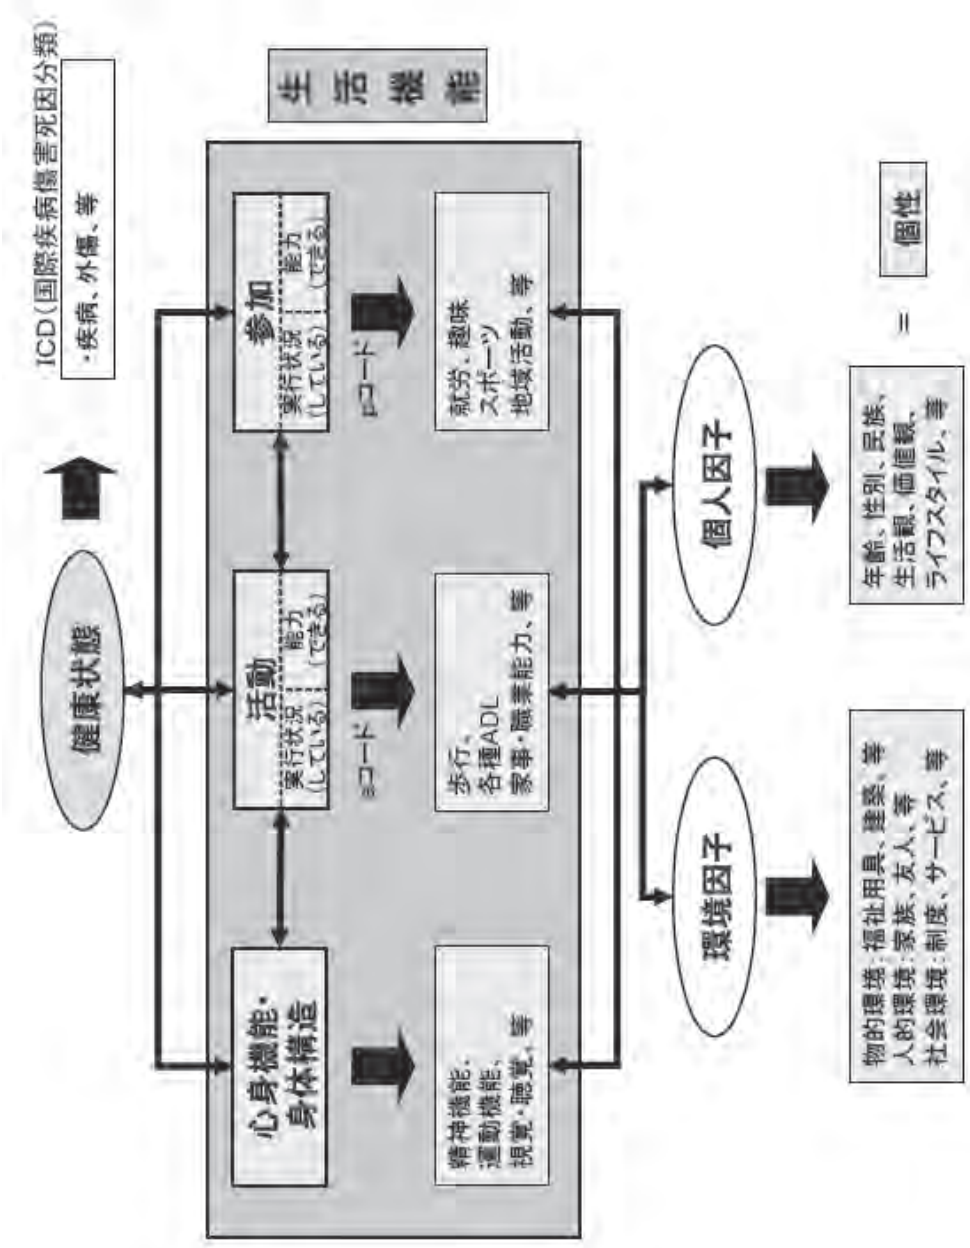 健康状態
ICD(国際疾病傷害死因分類)
・疾病、外傷、等
生活機能
心身機能・
身体構造
活動
実行状況
(している)
能力
(できる)
参加
実行状況
(している)
能力
(できる)
aコード
pコード
精神機能、
運動機能、
視覚・聴覚、等
歩行、
各種ADL
家事・職業能力、等
就労、趣味
スポーツ
地域活動、等
環境因子
個人因子
物的環境:福祉用具、建築、等
人的環境:家族、友人、等
社会環境:制度、サービス、等
年齢、性別、民族、
生活観、価値観、
ライフスタイル、等
=
個性